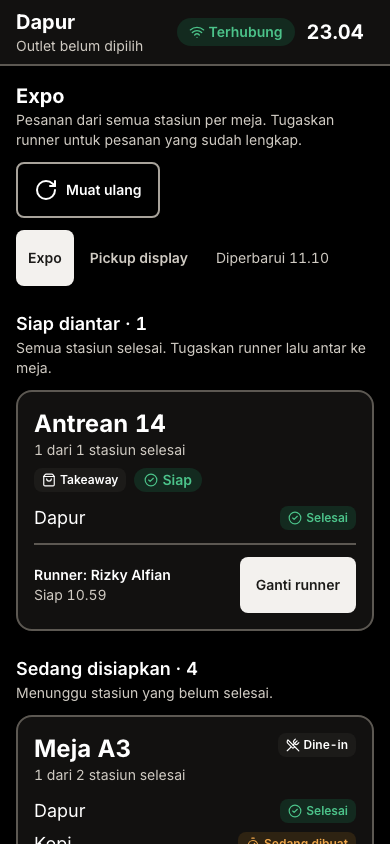 Dapur
Outlet belum dipilih
Terhubung
23.04
Expo
Pesanan dari semua stasiun per meja. Tugaskan
runner untuk pesanan yang sudah lengkap.
Muat ulang
Expo
Pickup display
Diperbarui 11.10
Siap diantar · 1
Semua stasiun selesai. Tugaskan runner lalu antar ke
meja.
Antrean 14
1 dari 1 stasiun selesai
Takeaway
Siap
Dapur
Selesai
Runner: Rizky Alfian
Siap 10.59
Ganti runner
Sedang disiapkan · 4
Menunggu stasiun yang belum selesai.
Meja A3
Dine-in
1 dari 2 stasiun selesai
Dapur
Selesai
Kopi
Sedang dibuat